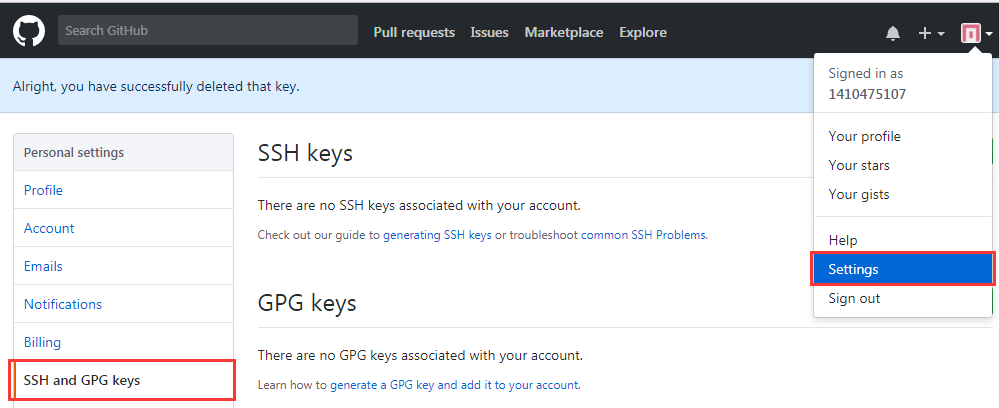 Search GitHub
Pull requests Issues Marketplace Explore
Alright, you have successfully deleted that key.
Signed in as
1410475107
Your profile
Your stars
Your gists
Help
Settings
Sign out
Personal settings
Profile
Account
Emails
Notifications
Billing
SSH and GPG keys
SSH keys
There are no SSH keys associated with your account.
Check out our guide to generating SSH keys or troubleshoot common SSH Problems.
GPG keys
There are no GPG keys associated with your account.
Learn how to generate a GPG key and add it to your account.